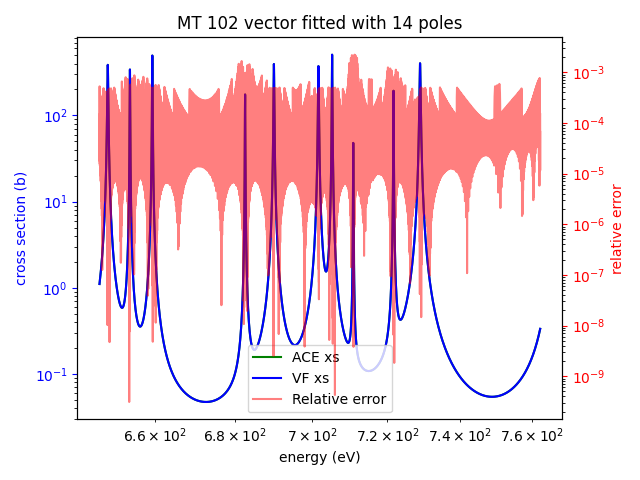 MT 102 vector fitted with 14 poles
cross section (b)
10²
10¹
10⁰
10⁻¹
10⁻³
10⁻⁴
10⁻⁵
10⁻⁶
10⁻⁷
10⁻⁸
10⁻⁹
relative error
ACE xs
VF xs
Relative error
6.6 × 10² 6.8 × 10² 7 × 10² 7.2 × 10² 7.4 × 10² 7.6 × 10²
energy (eV)